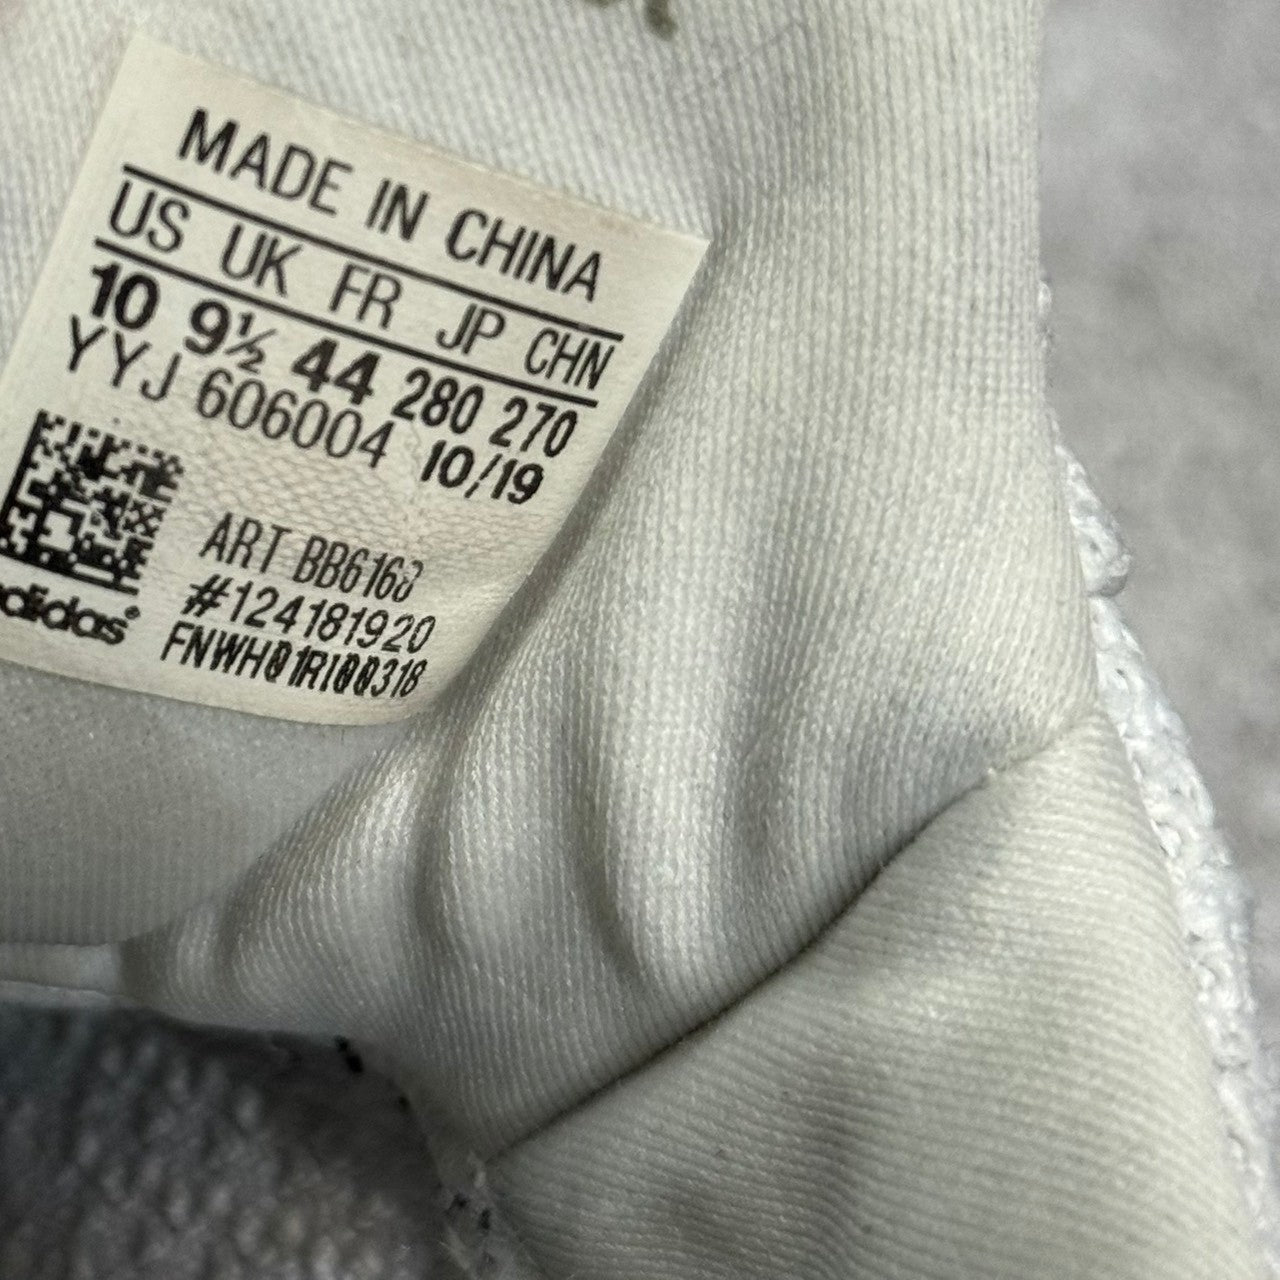 MADE IN CHINA
US UK FR JP CHN
10 9½ 44 280 270
YYJ 606004 10/19
ART BB6168
#124181920
FNWH01RI00318
adidas®